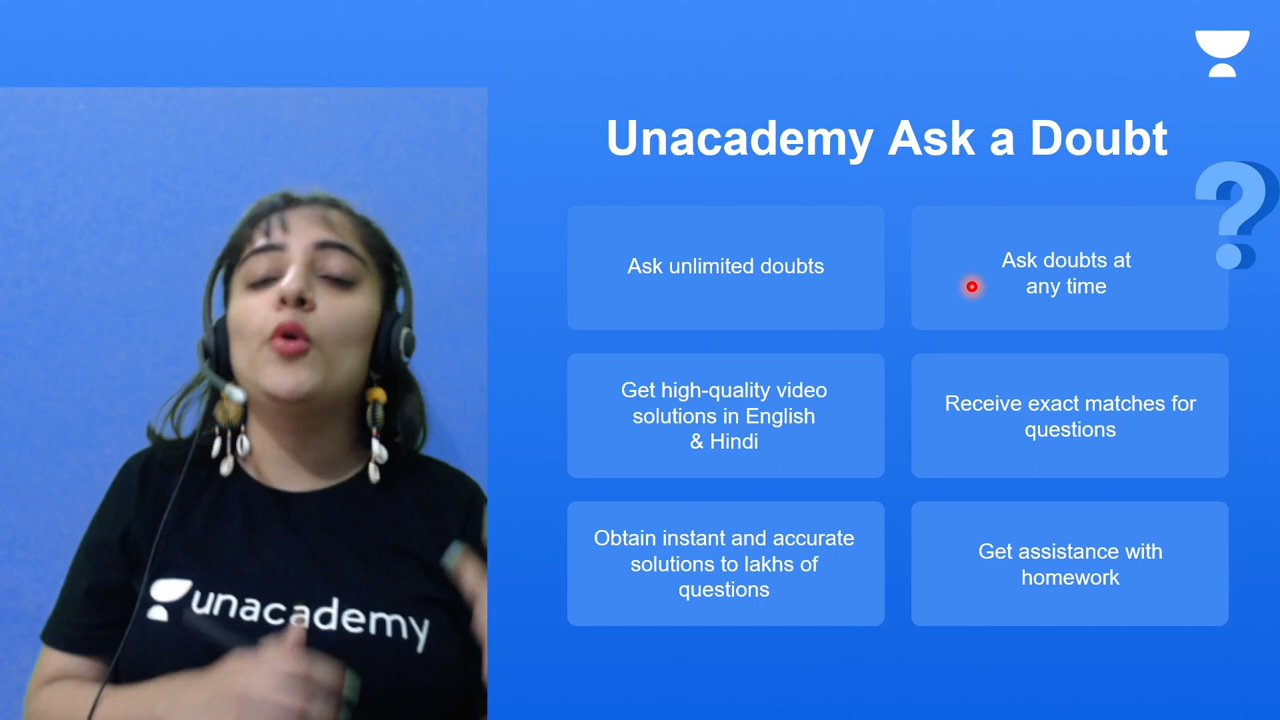 Unacademy Ask a Doubt
?
Ask unlimited doubts
Ask doubts at
any time
Get high-quality video
solutions in English
& Hindi
Receive exact matches for
questions
Obtain instant and accurate
solutions to lakhs of
questions
Get assistance with
homework
unacademy